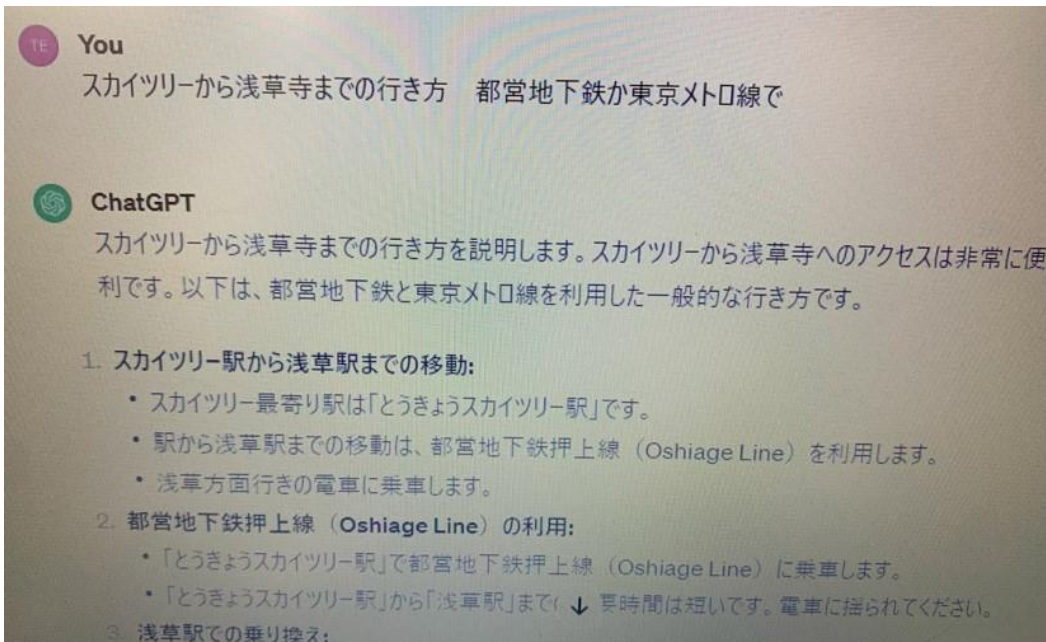 TE
You
スカイツリーから浅草寺までの行き方　都営地下鉄か東京メトロ線で
ChatGPT
スカイツリーから浅草寺までの行き方を説明します。スカイツリーから浅草寺へのアクセスは非常に便
利です。以下は、都営地下鉄と東京メトロ線を利用した一般的な行き方です。
1. スカイツリー駅から浅草駅までの移動:
• スカイツリー最寄り駅は「とうきょうスカイツリー駅」です。
• 駅から浅草駅までの移動は、都営地下鉄押上線（Oshiage Line）を利用します。
• 浅草方面行きの電車に乗車します。
2. 都営地下鉄押上線（Oshiage Line）の利用:
• 「とうきょうスカイツリー駅」で都営地下鉄押上線（Oshiage Line）に乗車します。
• 「とうきょうスカイツリー駅」から「浅草駅」まで 要時間は短いです。電車に揺られてください。
3. 浅草駅での乗り換え: